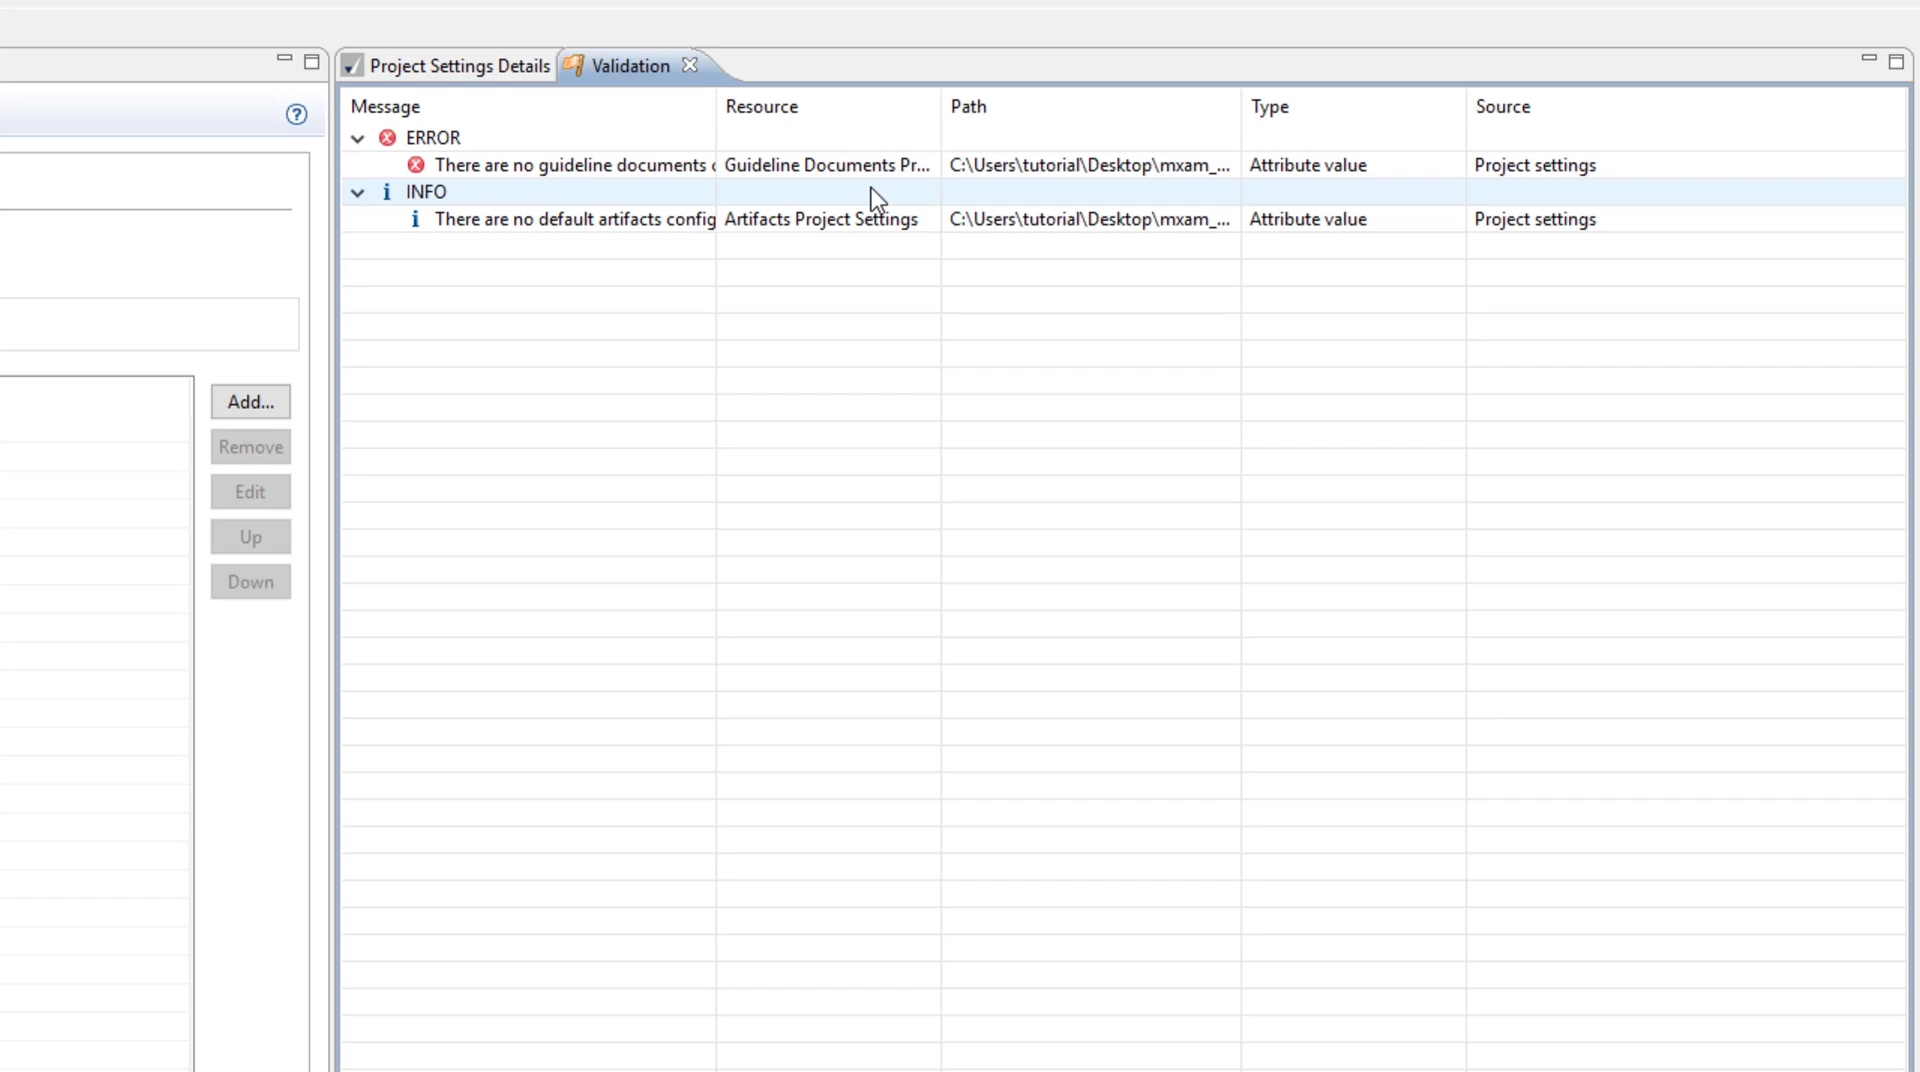 Project Settings Details Validation
Message Resource Path Type Source
ERROR
There are no guideline documents Guideline Documents Pr... C:\Users\tutorial\Desktop\mxam_... Attribute value Project settings
INFO
There are no default artifacts config Artifacts Project Settings C:\Users\tutorial\Desktop\mxam_... Attribute value Project settings
Add...
Remove
Edit
Up
Down